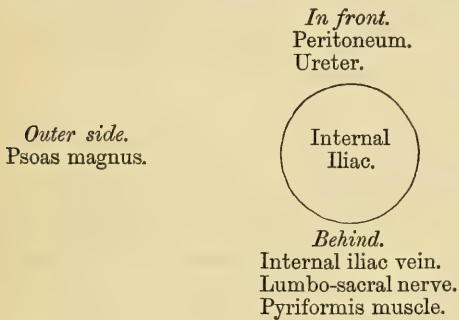 In front.
Peritoneum.
Ureter.
Outer side.
Psoas magnus.
Internal
Iliac.
Behind.
Internal iliac vein.
Lumbo-sacral nerve.
Pyriformis muscle.